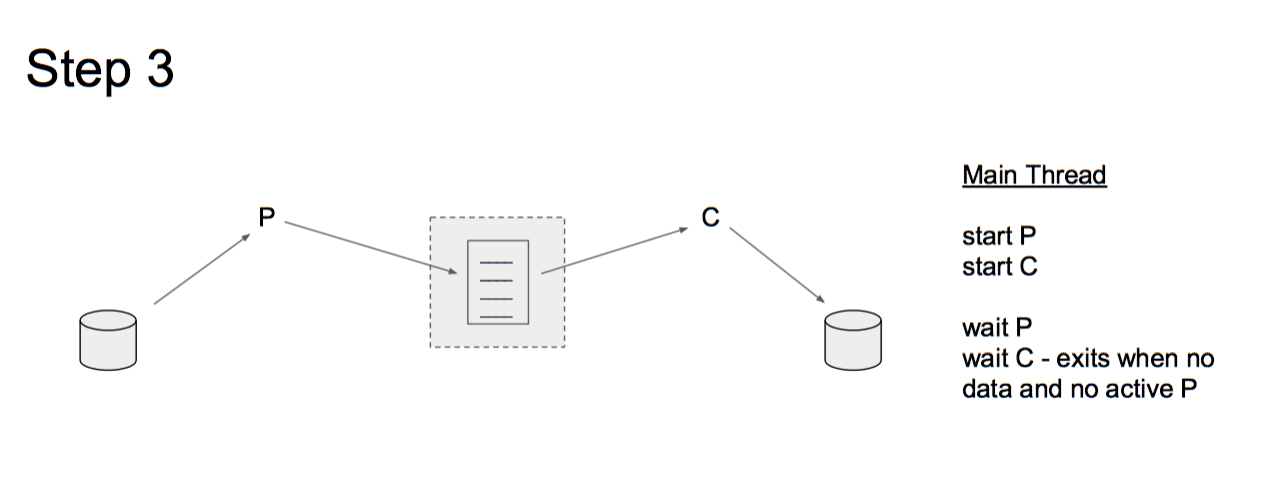 Step 3
P
C
Main Thread
start P
start C
wait P
wait C - exits when no
data and no active P